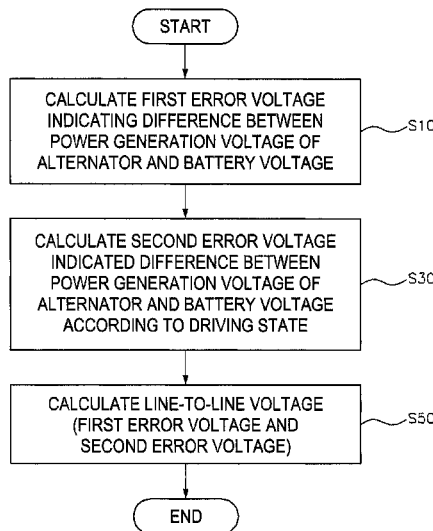 START
CALCULATE FIRST ERROR VOLTAGE
INDICATING DIFFERENCE BETWEEN
POWER GENERATION VOLTAGE OF
ALTERNATOR AND BATTERY VOLTAGE
S10
CALCULATE SECOND ERROR VOLTAGE
INDICATED DIFFERENCE BETWEEN
POWER GENERATION VOLTAGE OF
ALTERNATOR AND BATTERY VOLTAGE
ACCORDING TO DRIVING STATE
S30
CALCULATE LINE-TO-LINE VOLTAGE
(FIRST ERROR VOLTAGE AND
SECOND ERROR VOLTAGE)
S50
END